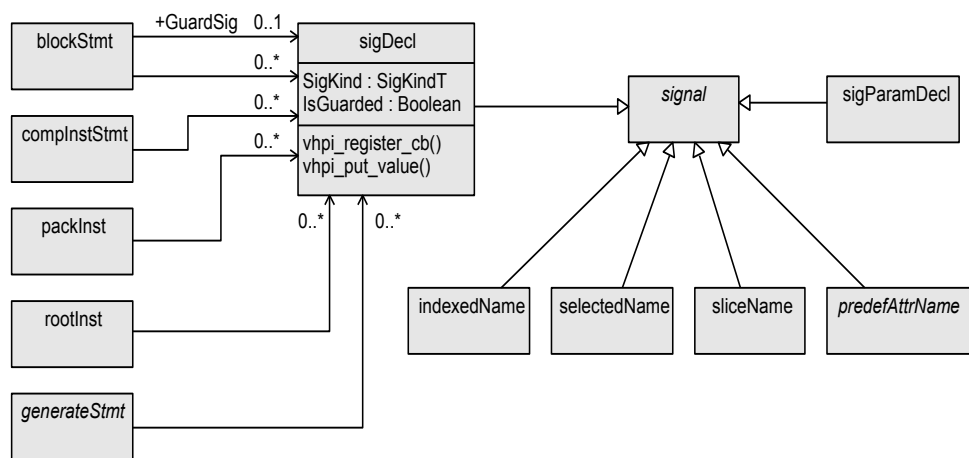 +GuardSig 0..1
blockStmt
sigDecl
0..*
SigKind : SigKindT
IsGuarded : Boolean
signal
sigParamDecl
0..*
compInstStmt
0..*
vhpi_register_cb()
vhpi_put_value()
packInst
0..* 0..*
indexedName
selectedName
sliceName
predefAttrName
rootInst
generateStmt